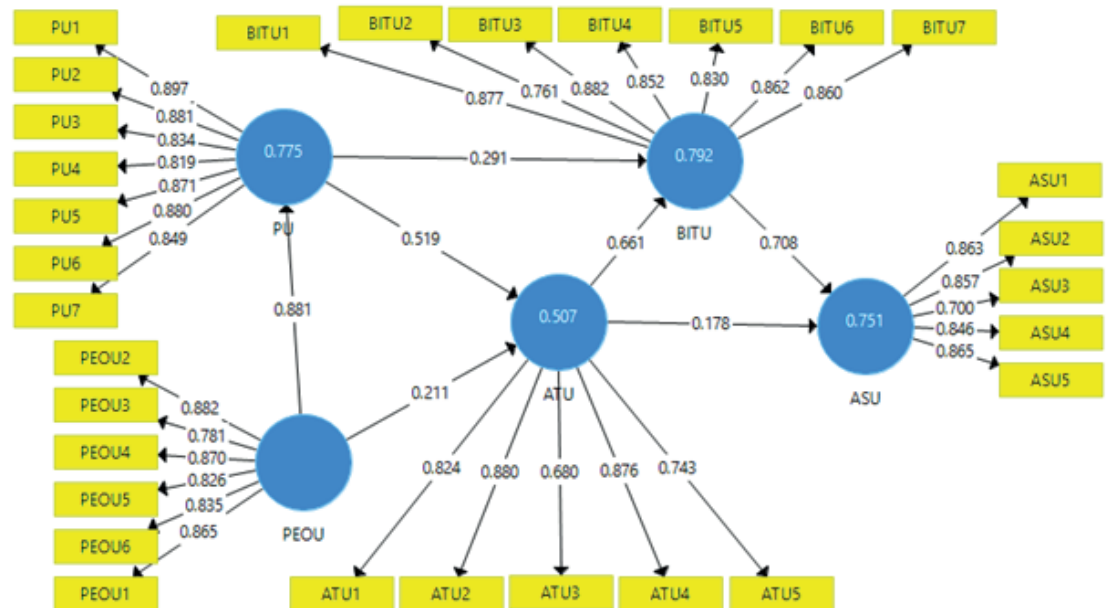 PU1
PU2
PU3
PU4
PU5
PU6
PU7
0.897
0.881
0.834
0.819
0.871
0.880
0.849
0.775
PU
BITU1
BITU2
BITU3
BITU4
BITU5
BITU6
BITU7
0.877
0.761
0.882
0.852
0.830
0.862
0.860
0.792
BITU
0.291
0.519
0.661
0.708
0.881
0.211
0.178
ASU1
ASU2
ASU3
ASU4
ASU5
0.863
0.857
0.700
0.846
0.865
0.751
ASU
0.507
ATU
PEOU2
PEOU3
PEOU4
PEOU5
PEOU6
PEOU1
0.882
0.781
0.870
0.826
0.835
0.865
PEOU
0.824
0.880
0.680
0.876
0.743
ATU1
ATU2
ATU3
ATU4
ATU5